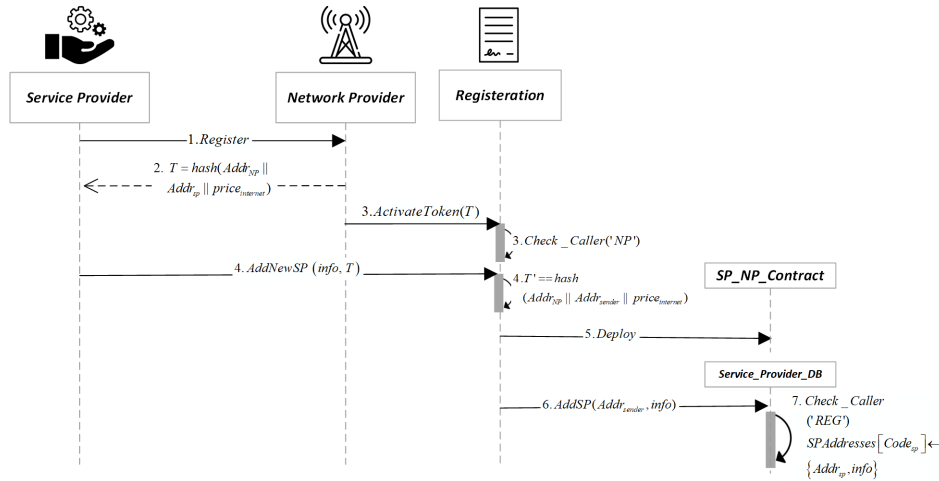 Service Provider
Network Provider
Registeration
1.Register
2. T = hash(Addr_NP ||
Addr_sp || price_internet)
3.ActivateToken(T)
3.Check _Caller('NP')
4.AddNewSP (info, T)
4.T' == hash
(Addr_NP || Addr_sender || price_internet)
SP_NP_Contract
5.Deploy
Service_Provider_DB
6.AddSP(Addr_sender, info)
7. Check _Caller
('REG')
SPAddresses[Code_sp]←
{Addr_sp, info}